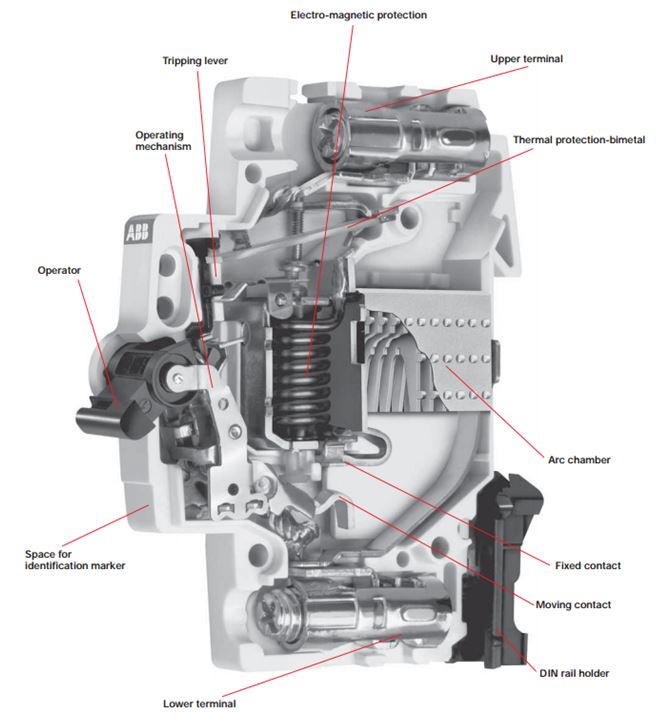 Electro-magnetic protection
Upper terminal
Tripping lever
Operating
mechanism
Thermal protection-bimetal
ABB
Operator
Arc chamber
Space for
identification marker
Fixed contact
Moving contact
DIN rail holder
Lower terminal